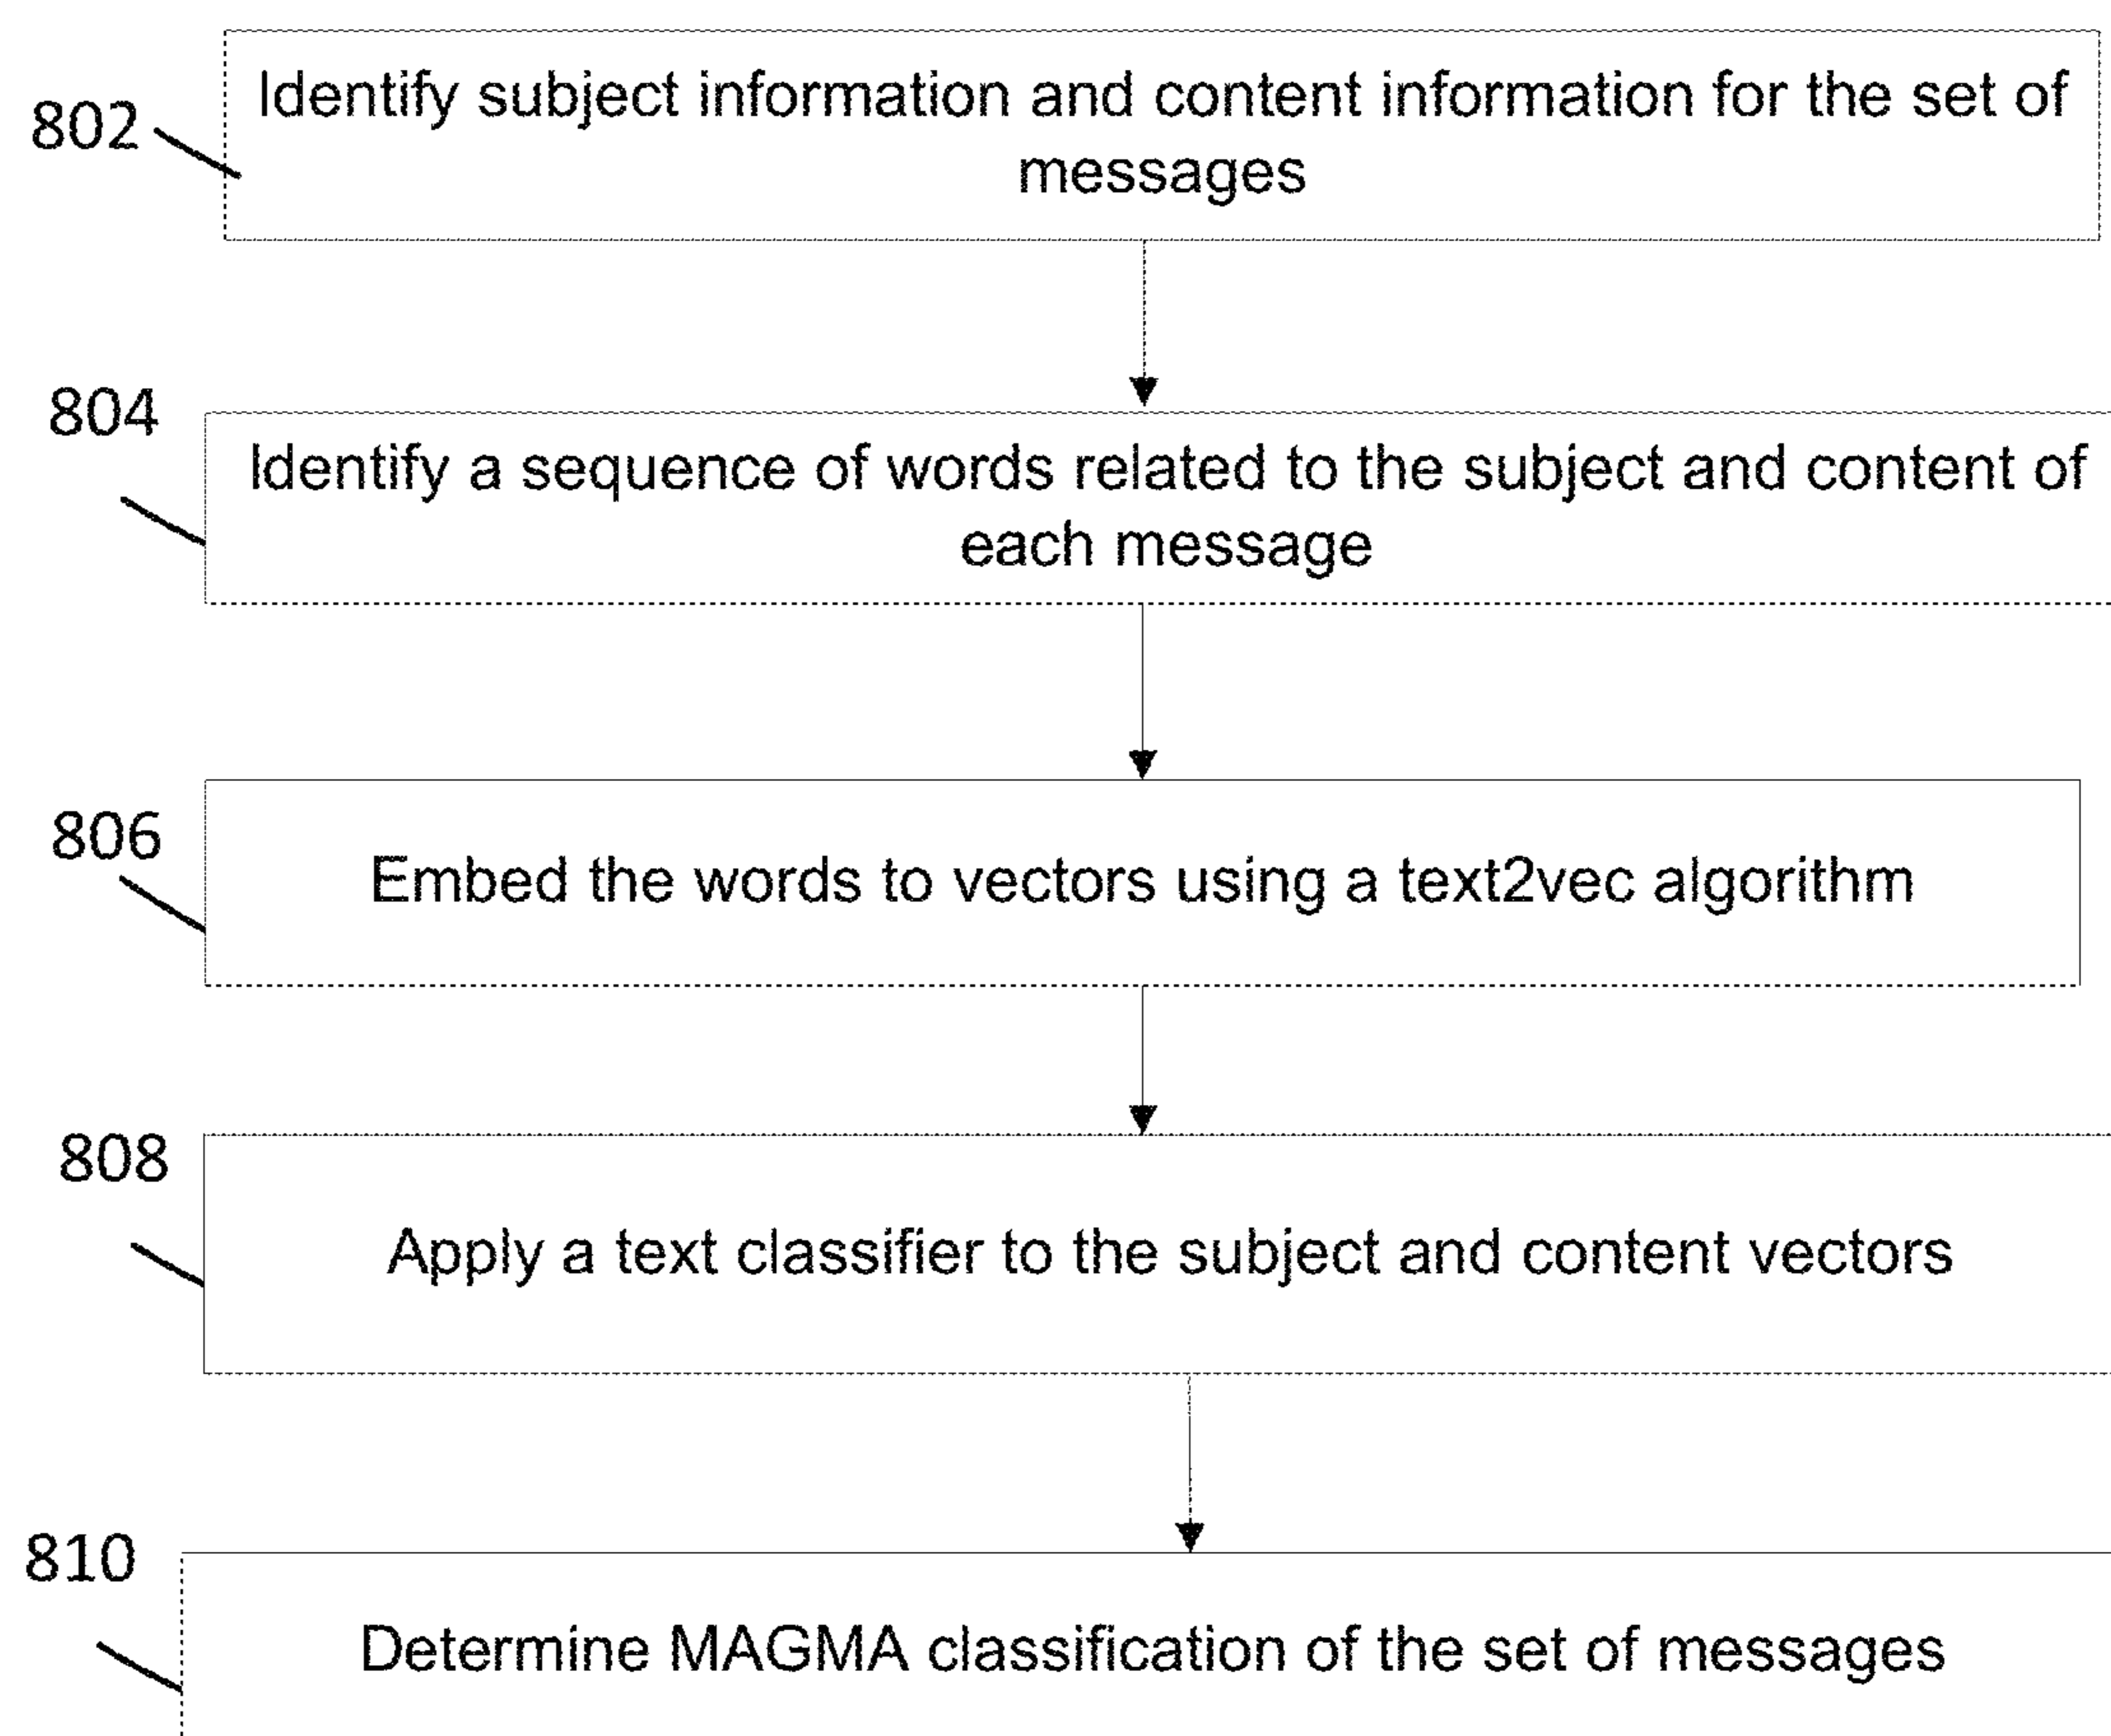 802
Identify subject information and content information for the set of
messages
804
Identify a sequence of words related to the subject and content of
each message
806
Embed the words to vectors using a text2vec algorithm
808
Apply a text classifier to the subject and content vectors
810
Determine MAGMA classification of the set of messages